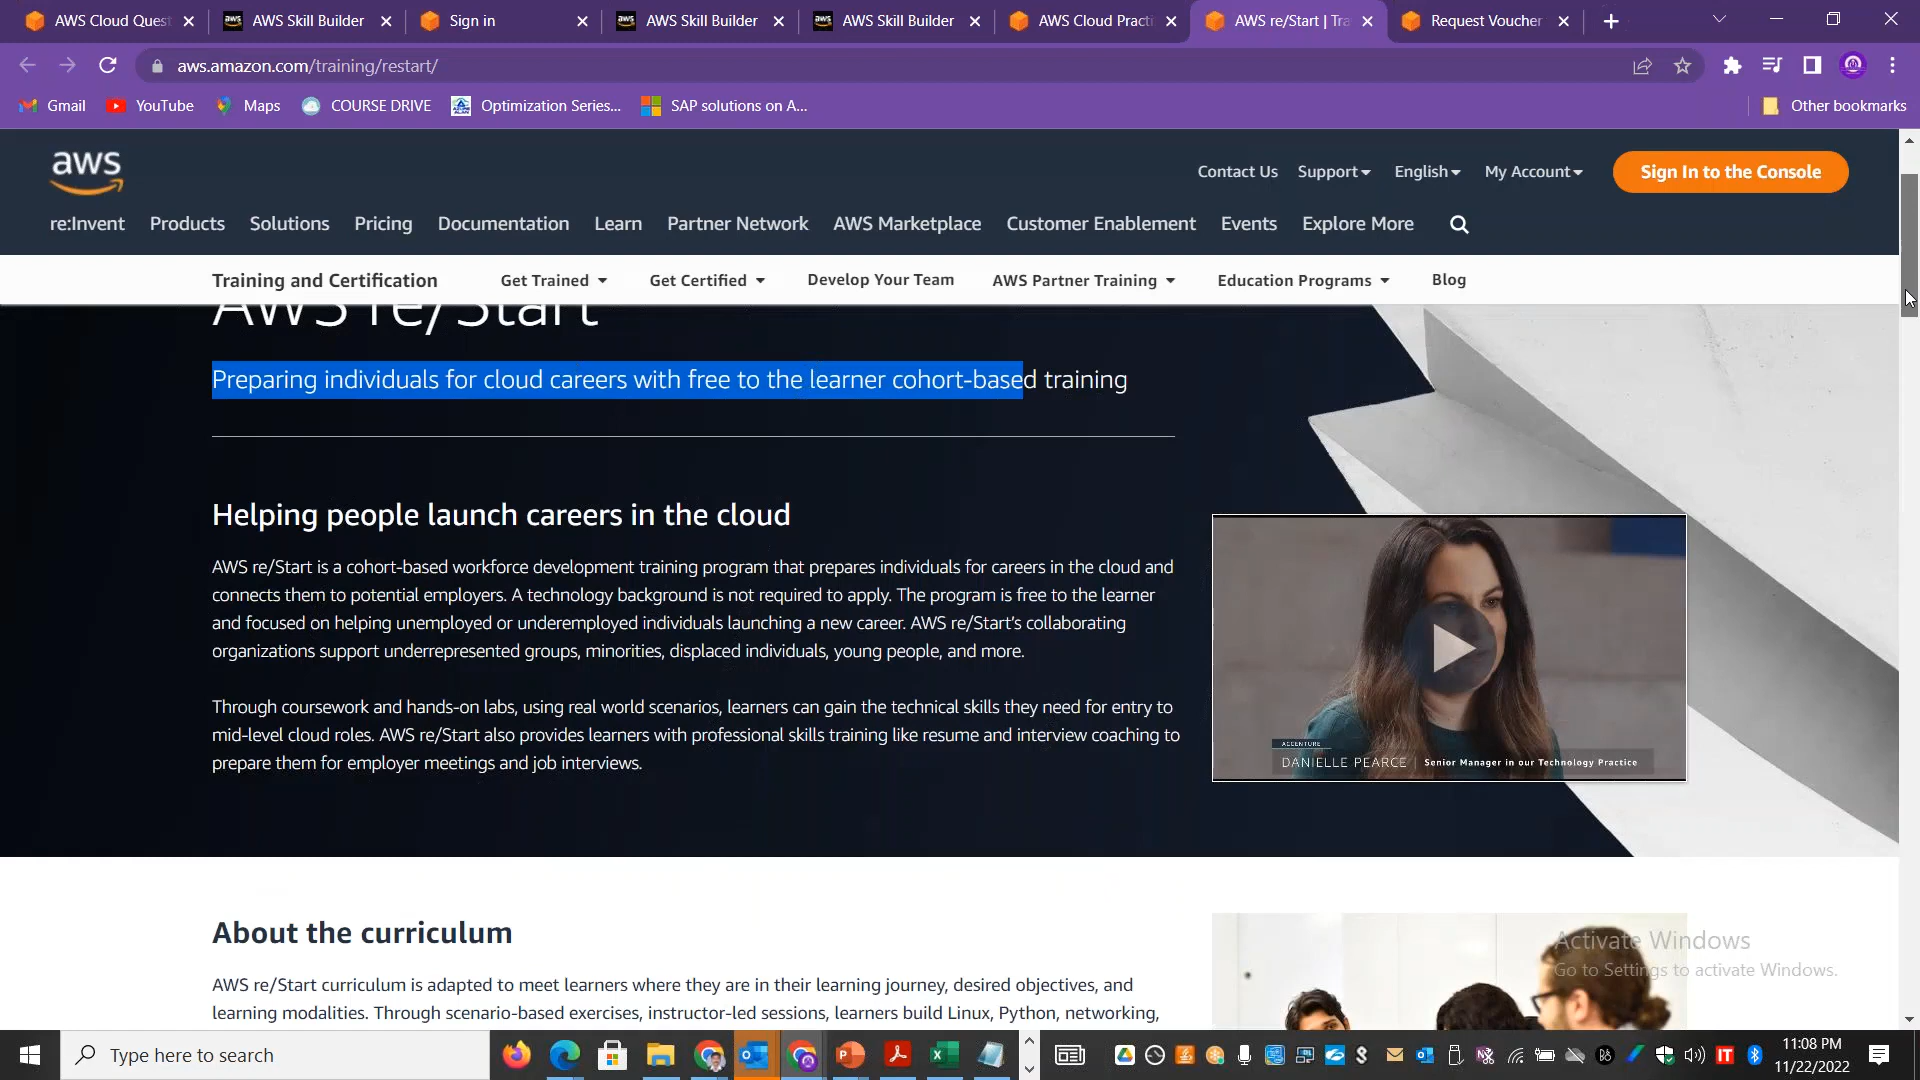 AWS Cloud Quest
AWS Skill Builder
Sign in
AWS Skill Builder
AWS Skill Builder
AWS Cloud Practi
AWS re/Start | Tra
Request Voucher
aws.amazon.com/training/restart/
Gmail
YouTube
Maps
COURSE DRIVE
Optimization Series...
SAP solutions on A...
Other bookmarks
aws
Contact Us
Support
English
My Account
Sign In to the Console
re:Invent
Products
Solutions
Pricing
Documentation
Learn
Partner Network
AWS Marketplace
Customer Enablement
Events
Explore More
Training and Certification
Get Trained
Get Certified
Develop Your Team
AWS Partner Training
Education Programs
Blog
AWS re/Start
Preparing individuals for cloud careers with free to the learner cohort-based training
Helping people launch careers in the cloud
AWS re/Start is a cohort-based workforce development training program that prepares individuals for careers in the cloud and
connects them to potential employers. A technology background is not required to apply. The program is free to the learner
and focused on helping unemployed or underemployed individuals launching a new career. AWS re/Start's collaborating
organizations support underrepresented groups, minorities, displaced individuals, young people, and more.
Through coursework and hands-on labs, using real world scenarios, learners can gain the technical skills they need for entry to
mid-level cloud roles. AWS re/Start also provides learners with professional skills training like resume and interview coaching to
prepare them for employer meetings and job interviews.
ACCENTURE
DANIELLE PEARCE | Senior Manager in our Technology Practice
About the curriculum
AWS re/Start curriculum is adapted to meet learners where they are in their learning journey, desired objectives, and
learning modalities. Through scenario-based exercises, instructor-led sessions, learners build Linux, Python, networking,
Activate Windows
Go to Settings to activate Windows.
Type here to search
11:08 PM
11/22/2022